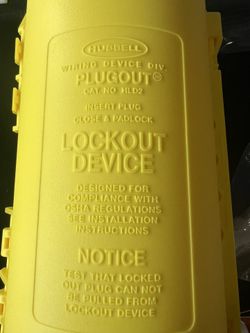 HUBBELL
WIRING DEVICE DIV.
PLUGOUT™
CAT. NO HLD2
INSERT PLUG
CLOSE & PADLOCK
LOCKOUT
DEVICE
DESIGNED FOR
COMPLIANCE WITH
OSHA REGULATIONS
SEE INSTALLATION
INSTRUCTIONS
NOTICE
TEST THAT LOCKED
OUT PLUG CAN NOT
BE PULLED FROM
LOCKOUT DEVICE